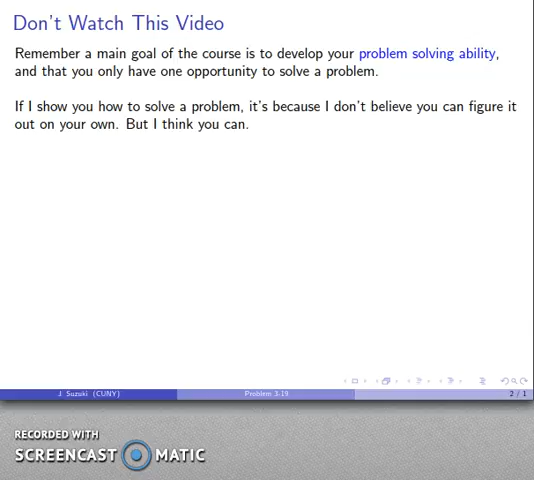 Don't Watch This Video
Remember a main goal of the course is to develop your problem solving ability,
and that you only have one opportunity to solve a problem.
If I show you how to solve a problem, it's because I don't believe you can figure it
out on your own. But I think you can.
J. Suzuki (CUNY) Problem 3-19 2 / 1
RECORDED WITH
SCREENCAST MATIC